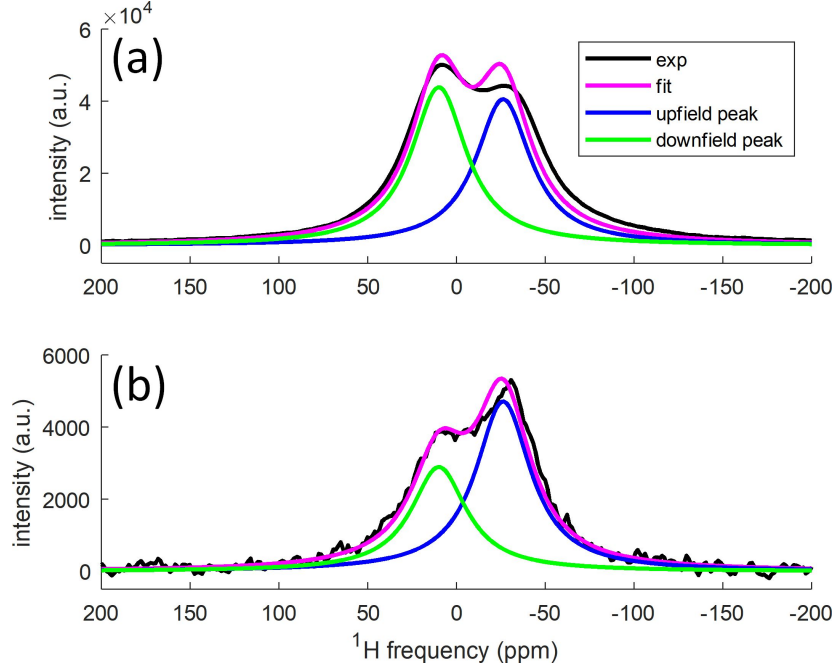 ×10⁴
(a)
6
4
2
0
intensity (a.u.)
exp
fit
upfield peak
downfield peak
200 150 100 50 0 -50 -100 -150 -200
(b)
6000
4000
2000
0
intensity (a.u.)
200 150 100 50 0 -50 -100 -150 -200
¹H frequency (ppm)